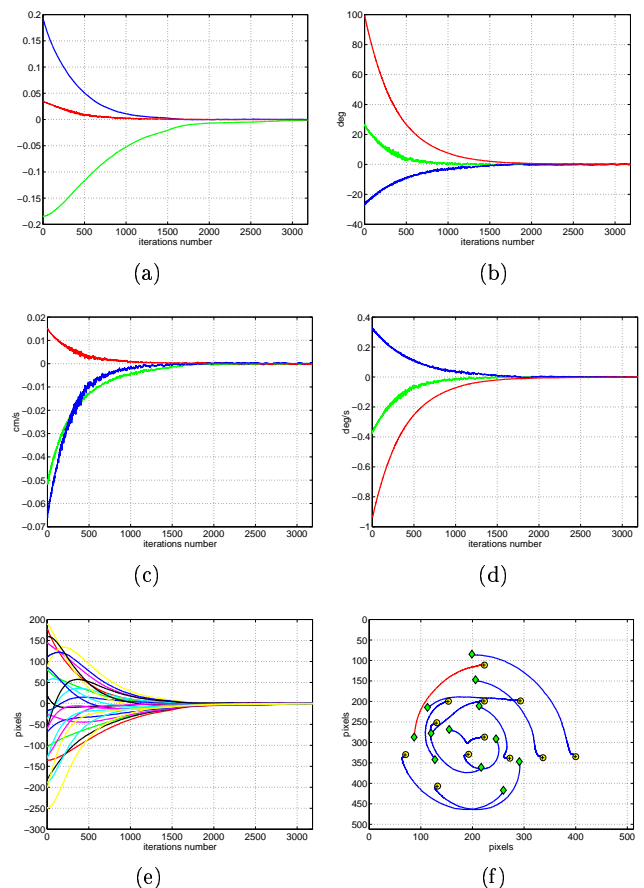 0.2
0.15
0.1
0.05
0
−0.05
−0.1
−0.15
−0.2
0 500 1000 1500 2000 2500 3000
iterations number
(a)
100
80
60
40
20
0
−20
−40
deg
0 500 1000 1500 2000 2500 3000
iterations number
(b)
0.02
0.01
0
−0.01
−0.02
−0.03
−0.04
−0.05
−0.06
−0.07
cm/s
0 500 1000 1500 2000 2500 3000
iterations number
(c)
0.4
0.2
0
−0.2
−0.4
−0.6
−0.8
−1
deg/s
0 500 1000 1500 2000 2500 3000
iterations number
(d)
200
150
100
50
0
−50
−100
−150
−200
−250
−300
pixels
0 500 1000 1500 2000 2500 3000
iterations number
(e)
0
50
100
150
200
250
300
350
400
450
500
pixels
0 100 200 300 400 500
pixels
(f)